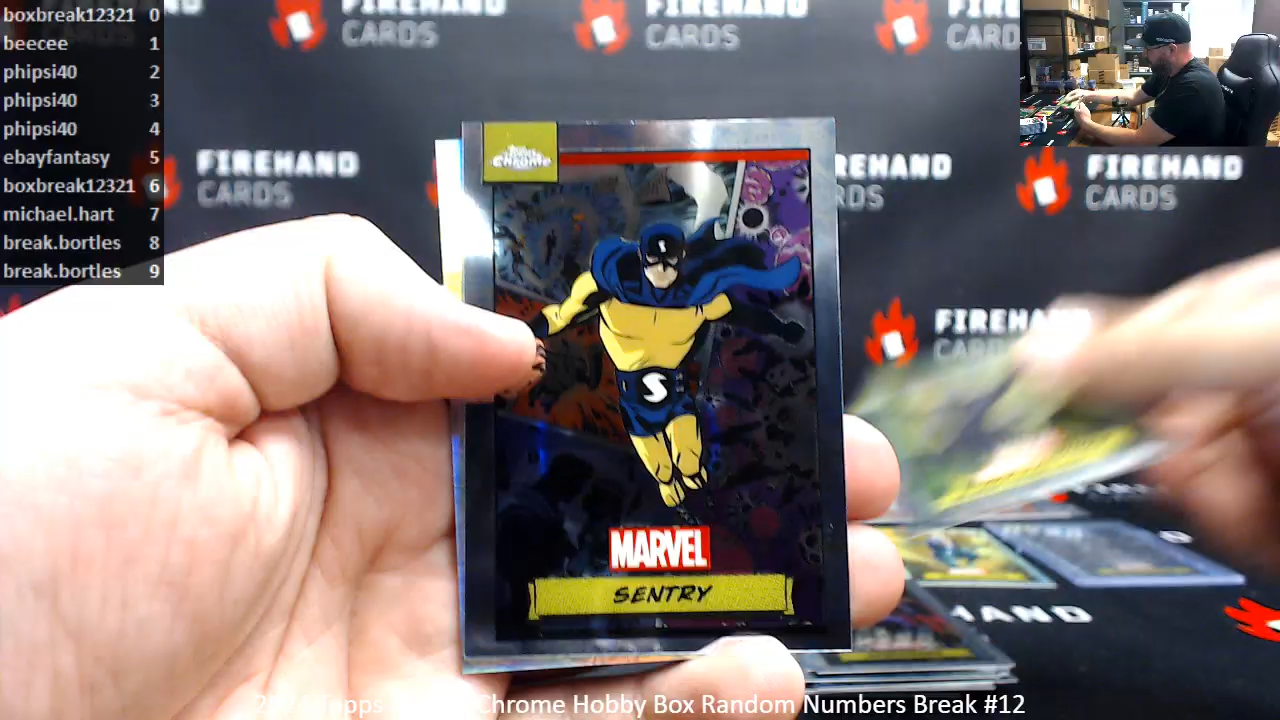 boxbreak12321 0
beecee 1
phipsi40 2
phipsi40 3
phipsi40 4
ebayfantasy 5
boxbreak12321 6
michael.hart 7
break.bortles 8
break.bortles 9
FIREHAND
CARDS
FIREHAND
CARDS
CARD
FIREHAND
CARDS
FIREHAND
CARDS
Chrome
S
MARVEL
SENTRY
Chrome Hobby Box Random Numbers Break #12